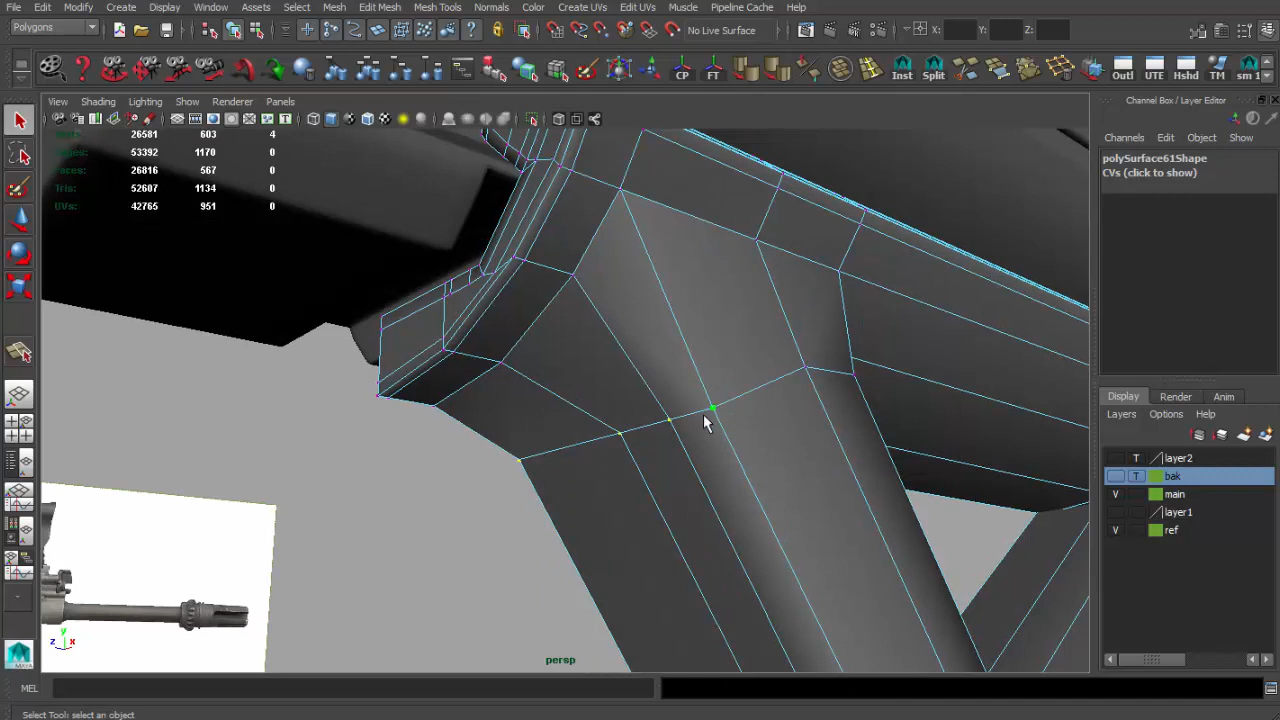 File Edit Modify Create Display Window Assets Select Mesh Edit Mesh Mesh Tools Normals Color Create UVs Edit UVs Muscle Pipeline Cache Help
Polygons No Live Surface X: Y: Z:
CP FT Inst Split Outl UTE Hshd TM sm 1
View Shading Lighting Show Renderer Panels
Channel Box / Layer Editor
Channels Edit Object Show
26581 603 4
53392 1170 0
Faces: 26816 567 0
Tris: 52607 1134 0
UVs: 42765 951 0
polySurface61Shape
CVs (click to show)
Display Render Anim
Layers Options Help
T layer2
T bak
V main
layer1
V ref
y
z x
persp
MEL
Select Tool: select an object